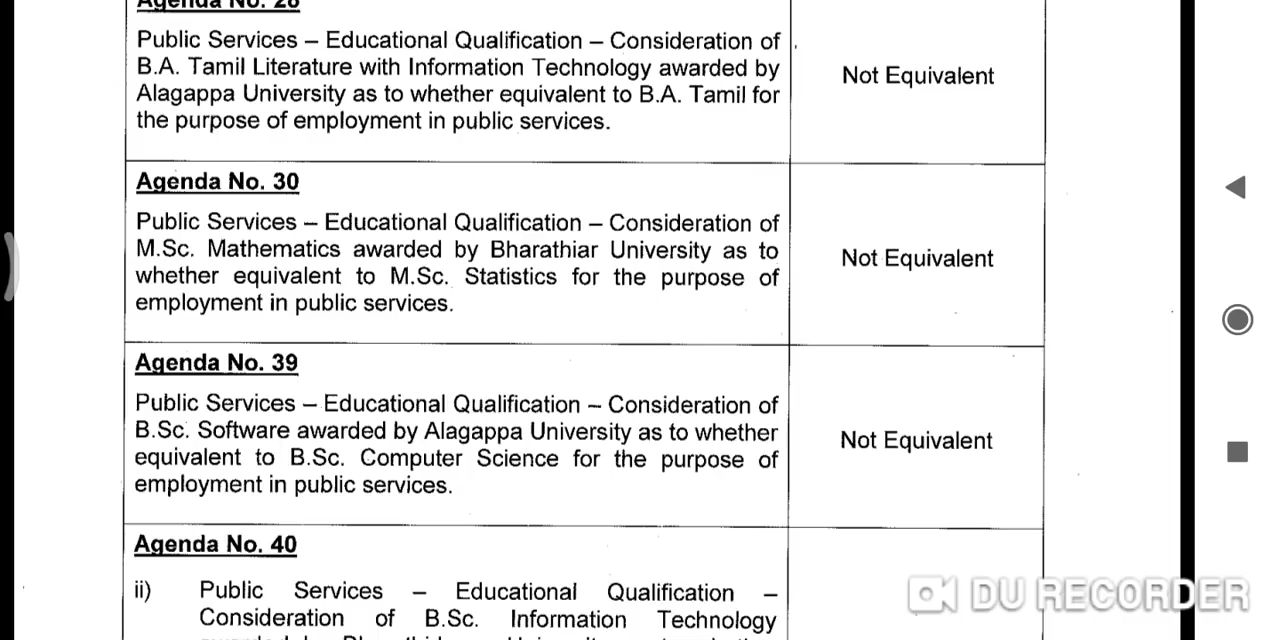 Agenda No. 28
Public Services – Educational Qualification – Consideration of
B.A. Tamil Literature with Information Technology awarded by
Alagappa University as to whether equivalent to B.A. Tamil for
the purpose of employment in public services.
Not Equivalent
Agenda No. 30
Public Services – Educational Qualification – Consideration of
M.Sc. Mathematics awarded by Bharathiar University as to
whether equivalent to M.Sc. Statistics for the purpose of
employment in public services.
Not Equivalent
Agenda No. 39
Public Services – Educational Qualification – Consideration of
B.Sc. Software awarded by Alagappa University as to whether
equivalent to B.Sc. Computer Science for the purpose of
employment in public services.
Not Equivalent
Agenda No. 40
ii) Public Services – Educational Qualification –
Consideration of B.Sc. Information Technology
DU RECORDER